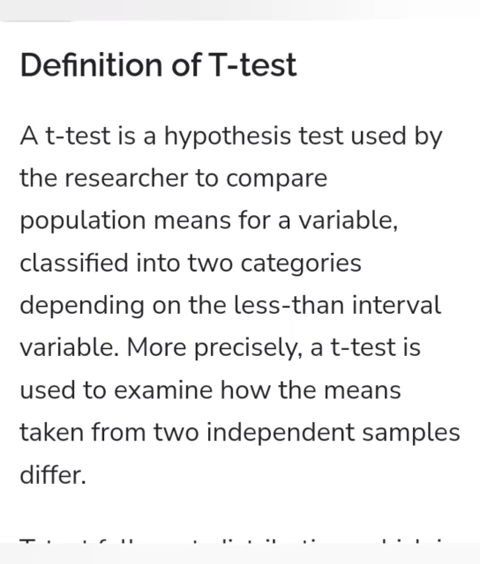 Definition of T-test
A t-test is a hypothesis test used by
the researcher to compare
population means for a variable,
classified into two categories
depending on the less-than interval
variable. More precisely, a t-test is
used to examine how the means
taken from two independent samples
differ.